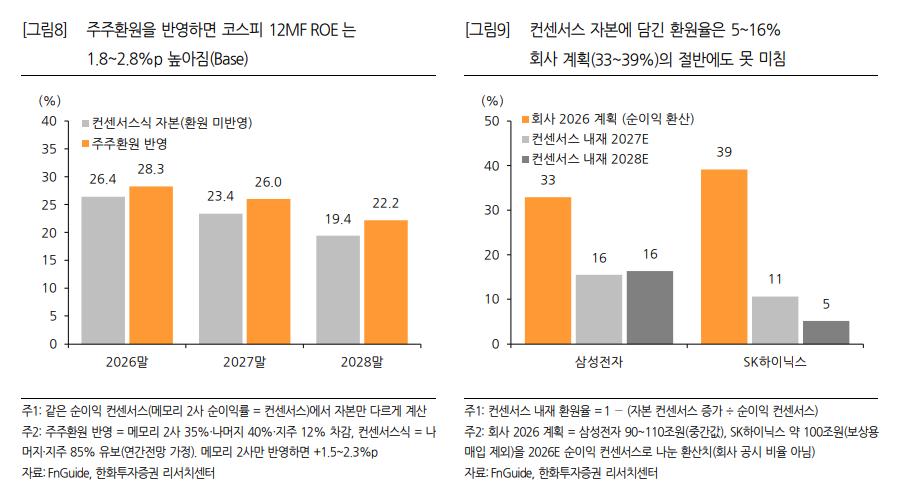 [그림8] 주주환원을 반영하면 코스피 12MF ROE 는
1.8~2.8%p 높아짐(Base)
(%)
컨센서스식 자본(환원 미반영)
주주환원 반영
40
35
30
25
20
15
10
5
0
26.4
28.3
23.4
26.0
19.4
22.2
2026말
2027말
2028말
주1: 같은 순이익 컨센서스(메모리 2사 순이익률 = 컨센서스)에서 자본만 다르게 계산
주2: 주주환원 반영 = 메모리 2사 35%·나머지 40%·지주 12% 차감, 컨센서스식 = 나
머지·지주 85% 유보(연간전망 가정). 메모리 2사만 반영하면 +1.5~2.3%p
자료: FnGuide, 한화투자증권 리서치센터
[그림9] 컨센서스 자본에 담긴 환원율은 5~16%
회사 계획(33~39%)의 절반에도 못 미침
(%)
회사 2026 계획 (순이익 환산)
컨센서스 내재 2027E
컨센서스 내재 2028E
50
40
30
20
10
0
33
16
16
39
11
5
삼성전자
SK하이닉스
주1: 컨센서스 내재 환원율 = 1 – (자본 컨센서스 증가 ÷ 순이익 컨센서스)
주2: 회사 2026 계획 = 삼성전자 90~110조원(중간값), SK하이닉스 약 100조원(보상용
매입 제외)을 2026E 순이익 컨센서스로 나눈 환산치(회사 공시 비율 아님)
자료: FnGuide, 한화투자증권 리서치센터